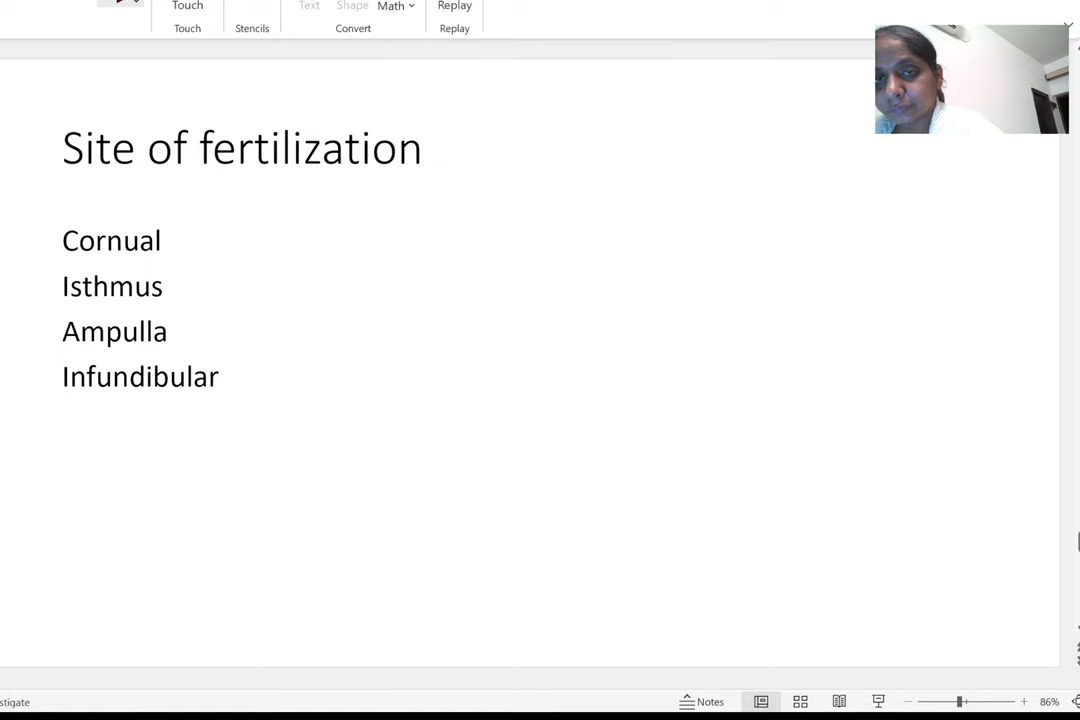 Touch
Text Shape Math
Replay
Touch
Stencils
Convert
Replay
Site of fertilization
Cornual
Isthmus
Ampulla
Infundibular
stigate
Notes
86%